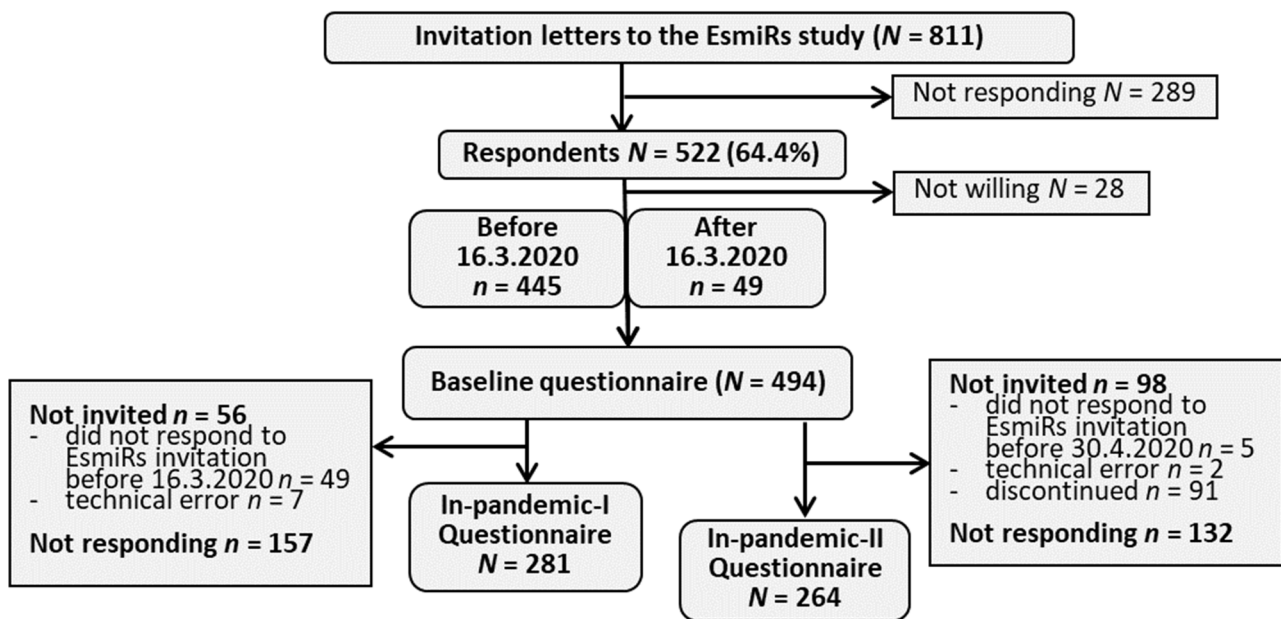 Invitation letters to the EsmiRs study (N = 811)
Not responding N = 289
Respondents N = 522 (64.4%)
Not willing N = 28
Before
16.3.2020
n = 445
After
16.3.2020
n = 49
Baseline questionnaire (N = 494)
Not invited n = 56
- did not respond to
EsmiRs invitation
before 16.3.2020 n = 49
- technical error n = 7
Not responding n = 157
Not invited n = 98
- did not respond to
EsmiRs invitation
before 30.4.2020 n = 5
- technical error n = 2
- discontinued n = 91
Not responding n = 132
In-pandemic-I
Questionnaire
N = 281
In-pandemic-II
Questionnaire
N = 264